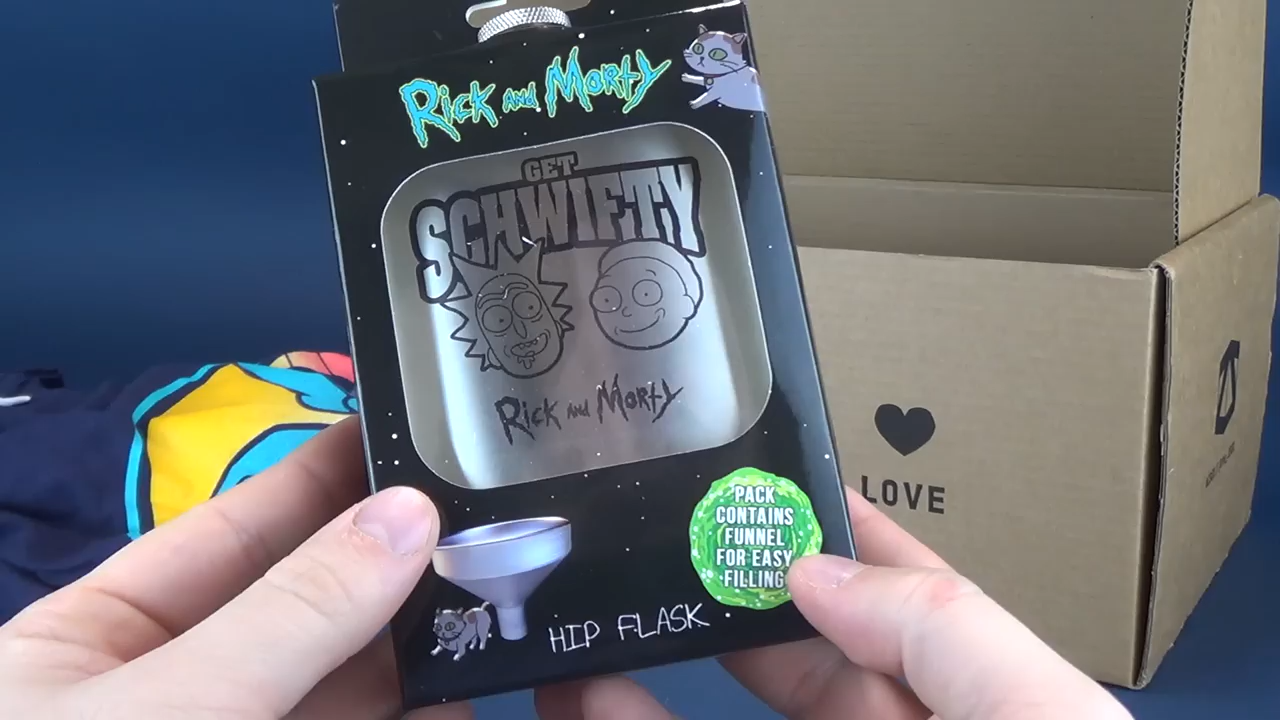 Rick and Morty
GET
SCHWIFTY
Rick and Morty
PACK
CONTAINS
FUNNEL
FOR EASY
FILLING
HIP FLASK
LOVE